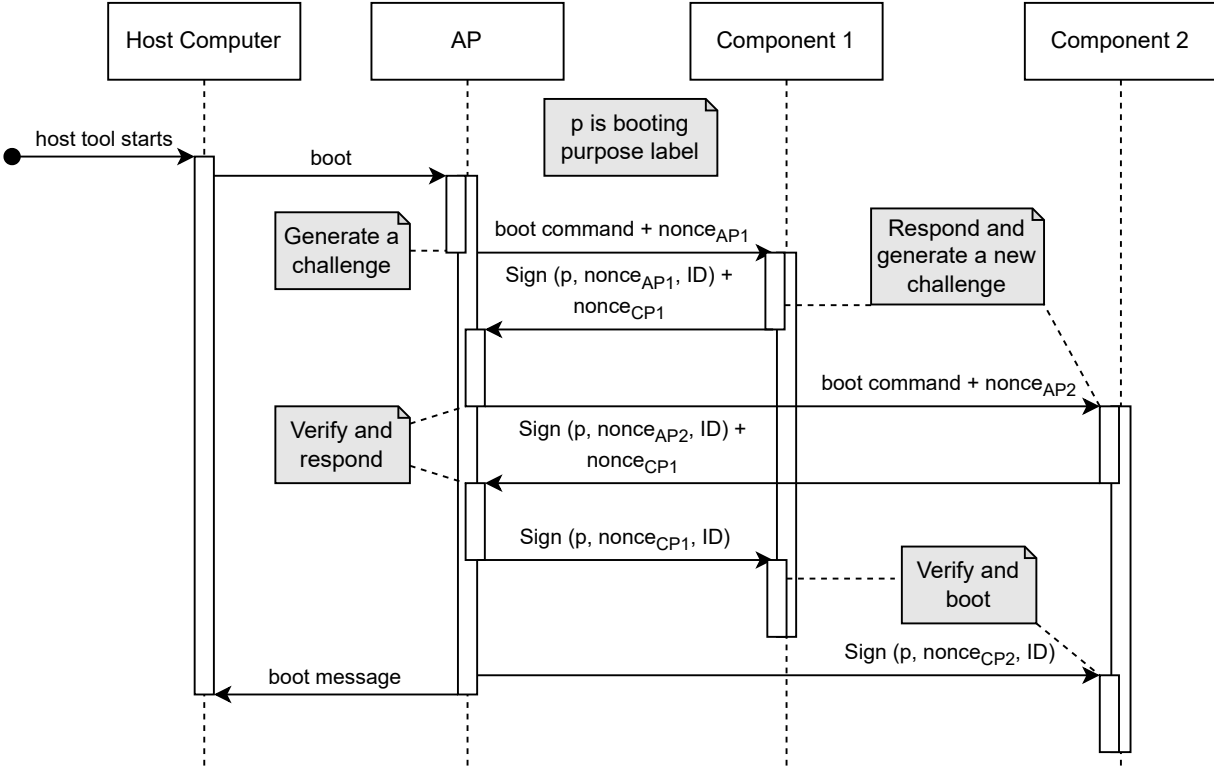 Host Computer
AP
Component 1
Component 2
p is booting
purpose label
host tool starts
boot
Generate a
challenge
boot command + nonceAP1
Respond and
generate a new
challenge
Sign (p, nonceAP1, ID) +
nonceCP1
boot command + nonceAP2
Verify and
respond
Sign (p, nonceAP2, ID) +
nonceCP1
Sign (p, nonceCP1, ID)
Verify and
boot
Sign (p, nonceCP2, ID)
boot message